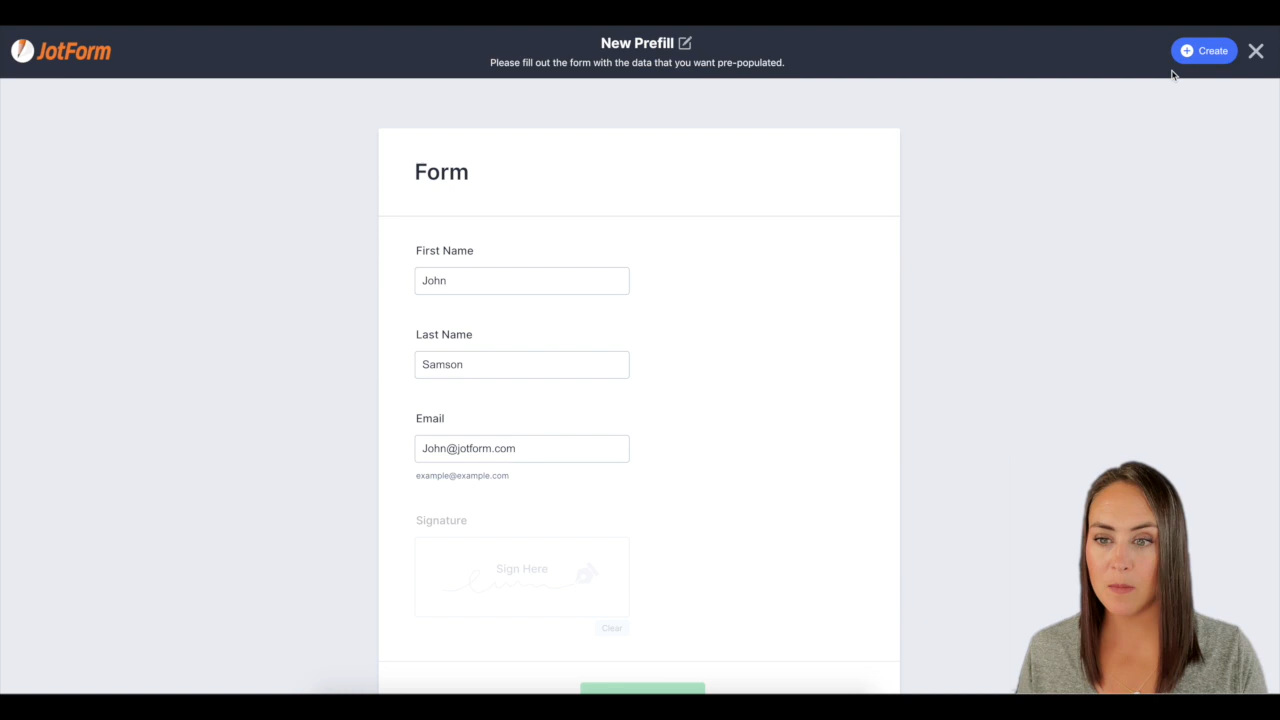 JotForm
New Prefill
Please fill out the form with the data that you want pre-populated.
Create
Form
First Name
John
Last Name
Samson
Email
John@jotform.com
example@example.com
Signature
Sign Here
Clear